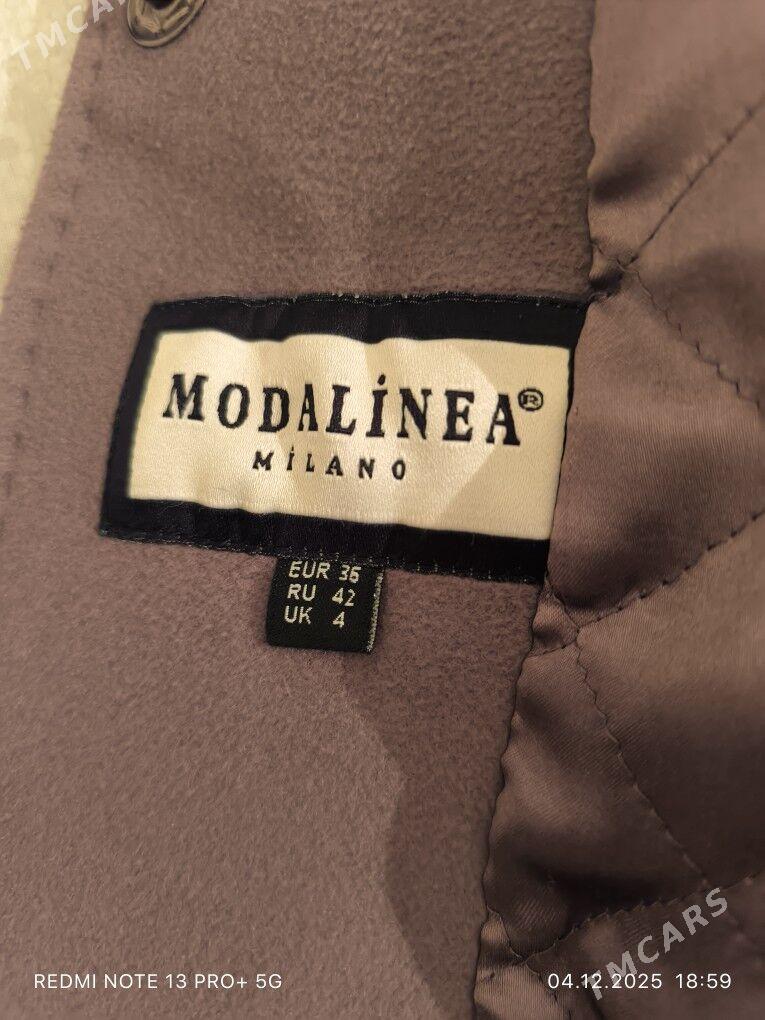 TMCARS
MODALİNEA®
MİLANO
EUR 36
RU 42
UK 4
TMCARS
REDMI NOTE 13 PRO+ 5G
04.12.2025 18:59